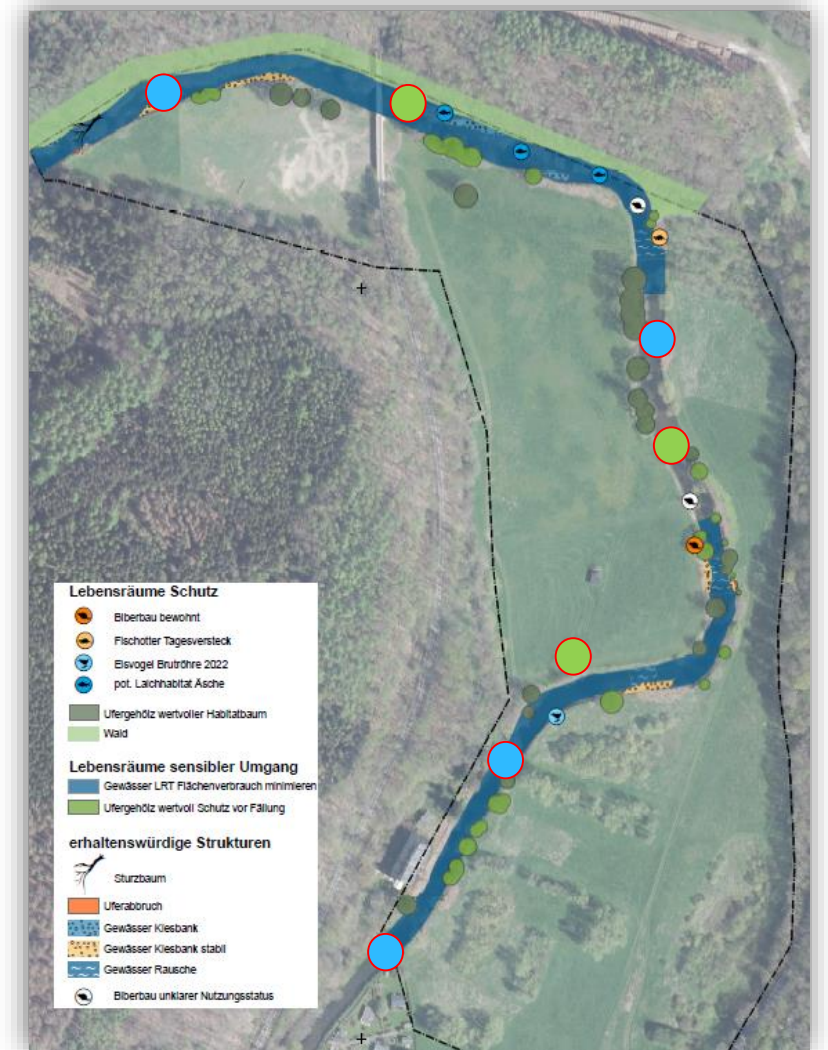 Lebensräume Schutz
Biberbau bewohnt
Fischotter Tagesversteck
Eisvogel Brutröhre 2022
pot. Laichhabitat Äsche
Ufergehölz wertvoller Habitatbaum
Wald
Lebensräume sensibler Umgang
Gewässer LRT Flächenverbrauch minimieren
Ufergehölz wertvoll Schutz vor Fällung
erhaltenswürdige Strukturen
Sturzbaum
Uferabbruch
Gewässer Kiesbank
Gewässer Kiesbank stabil
Gewässer Rausche
Biberbau unklarer Nutzungsstatus